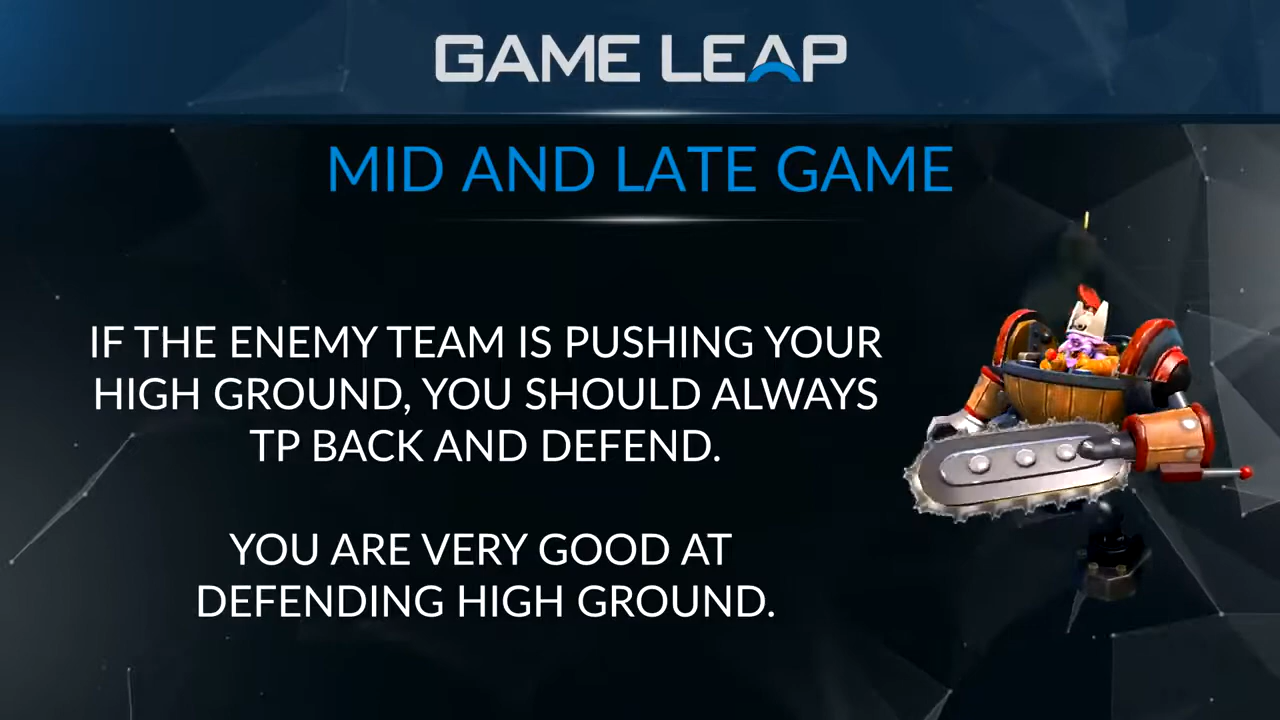 GAME LEAP
MID AND LATE GAME
IF THE ENEMY TEAM IS PUSHING YOUR
HIGH GROUND, YOU SHOULD ALWAYS
TP BACK AND DEFEND.
YOU ARE VERY GOOD AT
DEFENDING HIGH GROUND.